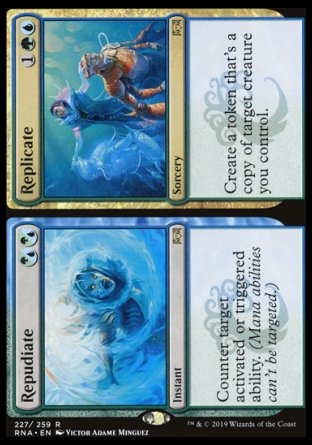 Repudiate
Instant
Counter target
activated or triggered
ability. (Mana abilities
can't be targeted.)
Replicate
1
Sorcery
Create a token that's a
copy of target creature
you control.
227/ 259 R
RNA • EN VICTOR ADAME MINGUEZ
™ & © 2019 Wizards of the Coast